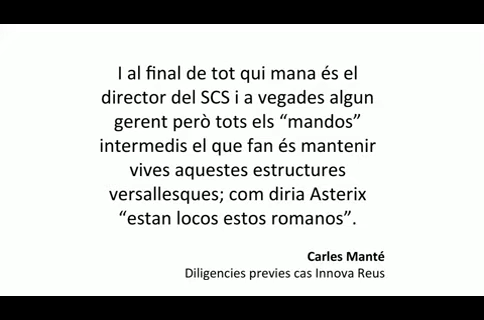 I al final de tot qui mana és el
director del SCS i a vegades algun
gerent però tots els “mandos”
intermedis el que fan és mantenir
vives aquestes estructures
versallesques; com diria Asterix
“estan locos estos romanos”.
Carles Manté
Diligencies previes cas Innova Reus